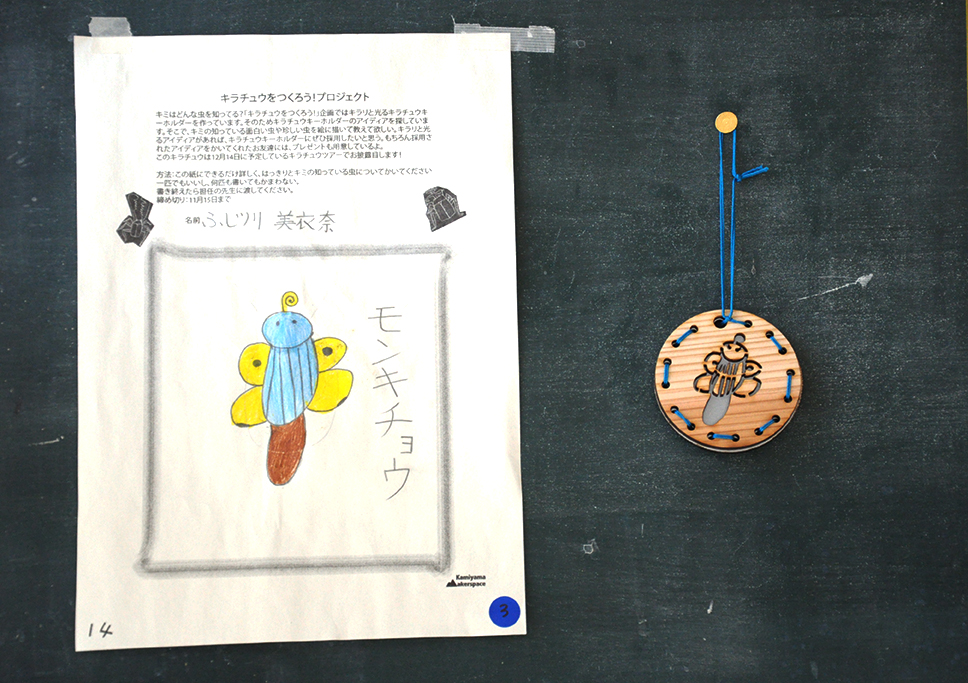 キラチュウをつくろう!プロジェクト
キミはどんな虫を知ってる?「キラチュウをつくろう!」企画ではキラリと光るキラチュウキ
ーホルダーを作っています。そのためキラチュウキーホルダーのアイディアを探していま
す。そこで、キミの知っている面白い虫や珍しい虫を絵に描いて教えて欲しい。キラリと光
るアイディアがあれば、キラチュウキーホルダーにぜひ採用したいと思う。もちろん採用さ
れたアイディアをかいてくれたお友達には、プレゼントも用意しているよ。
このキラチュウは12月14日に予定しているキラチュウツアーでお披露目します!
方法:この紙にできるだけ詳しく、はっきりとキミの知っている虫についてかいてください
一匹でもいいし、何匹も書いてもかまわない。
書き終えたら担任の先生に渡してください。
締め切り:11月15日まで
名前 ふじつり 美衣奈
モンキチョウ
Kamiyama
Makerspace
3
14